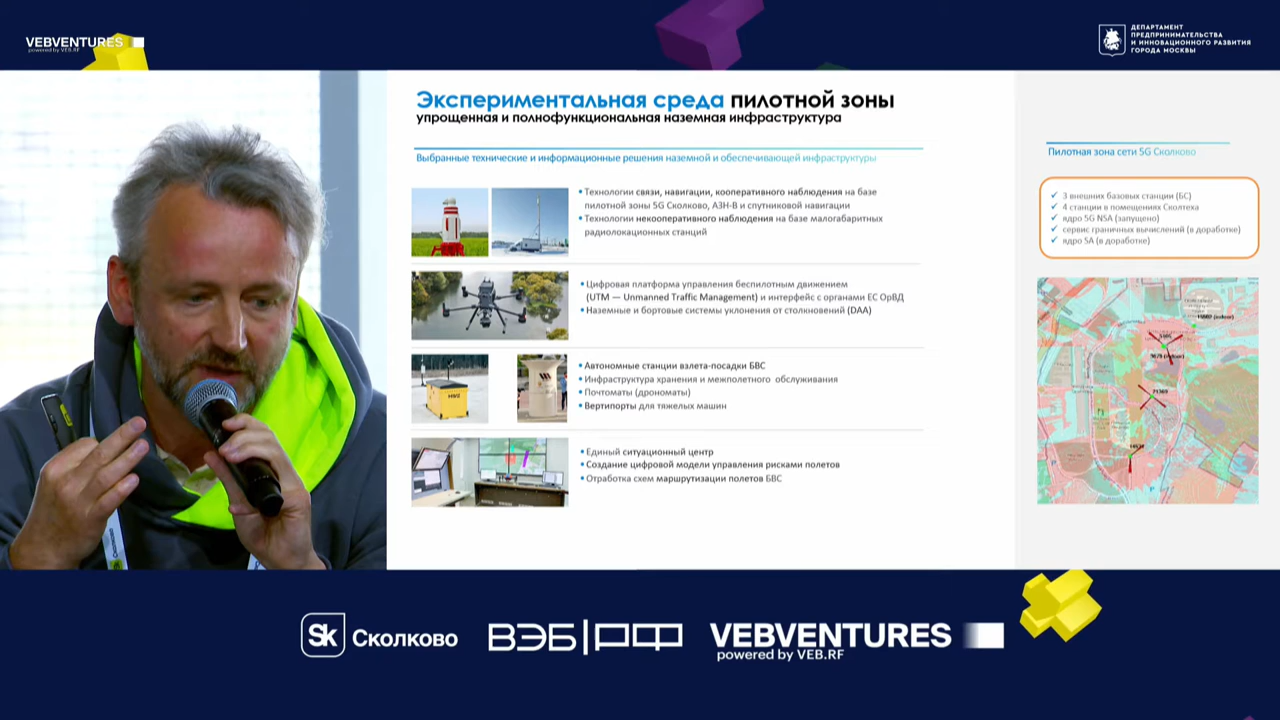 VEBVENTURES
powered by VEB.RF
ДЕПАРТАМЕНТ
ПРЕДПРИНИМАТЕЛЬСТВА
И ИННОВАЦИОННОГО РАЗВИТИЯ
ГОРОДА МОСКВЫ
Экспериментальная среда пилотной зоны
упрощенная и полнофункциональная наземная инфраструктура
Выбранные технические и информационные решения наземной и обеспечивающей инфраструктуры
• Технологии связи, навигации, кооперативного наблюдения на базе
пилотной зоны 5G Сколково, АЗН-В и спутниковой навигации
• Технологии некооперативного наблюдения на базе малогабаритных
радиолокационных станций
• Цифровая платформа управления беспилотным движением
(UTM — Unmanned Traffic Management) и интерфейс с органами ЕС ОрВД
• Наземные и бортовые системы уклонения от столкновений (DAA)
• Автономные станции взлета-посадки БВС
• Инфраструктура хранения и межполетного обслуживания
• Почтоматы (дрономаты)
• Вертипорты для тяжелых машин
• Единый ситуационный центр
• Создание цифровой модели управления рисками полетов
• Отработка схем маршрутизации полетов БВС
Пилотная зона сети 5G Сколково
✓ 3 внешних базовых станции (БС)
✓ 4 станции в помещениях Сколтеха
✓ ядро 5G NSA (запущено)
✓ сервис граничных вычислений (в доработке)
✓ ядро SA (в доработке)
Sk Сколково
ВЭБ|РФ
VEBVENTURES
powered by VEB.RF